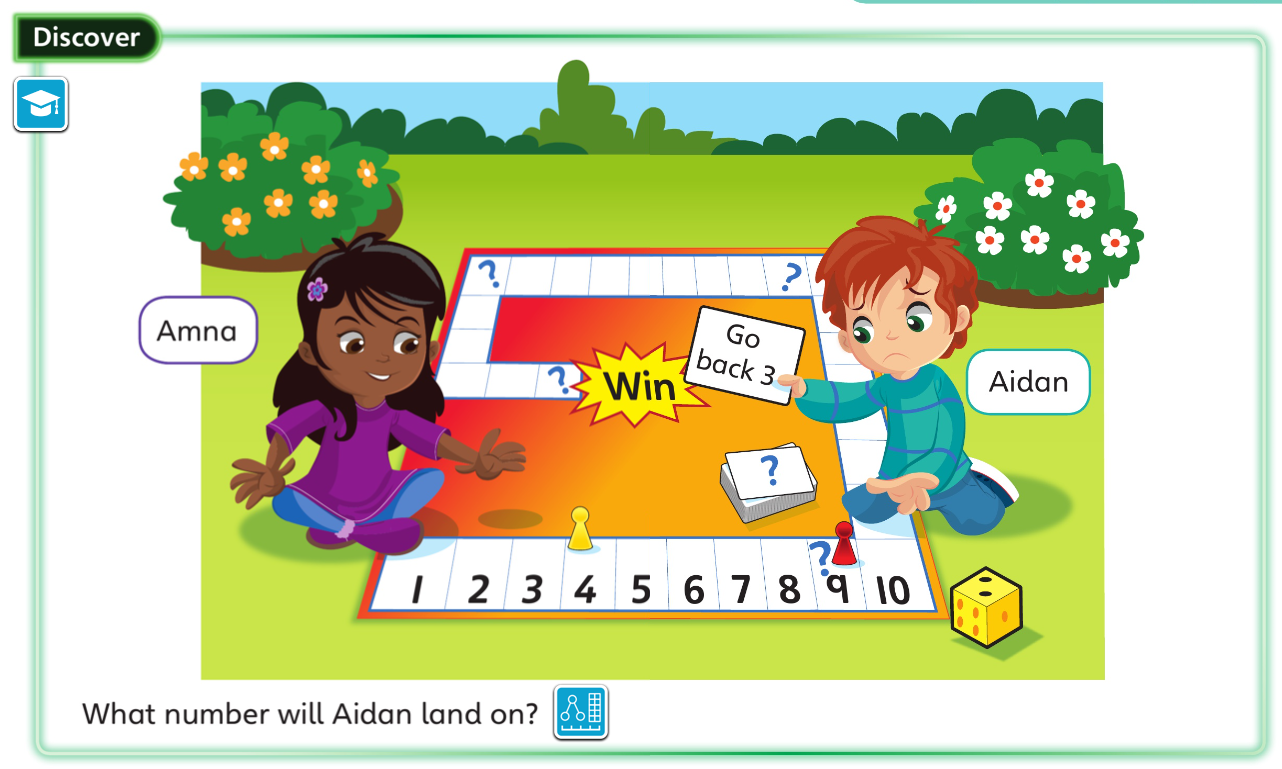 Discover
Amna
? ?
Go
back 3
?
Win
Aidan
?
?
1 2 3 4 5 6 7 8 9 10
What number will Aidan land on?